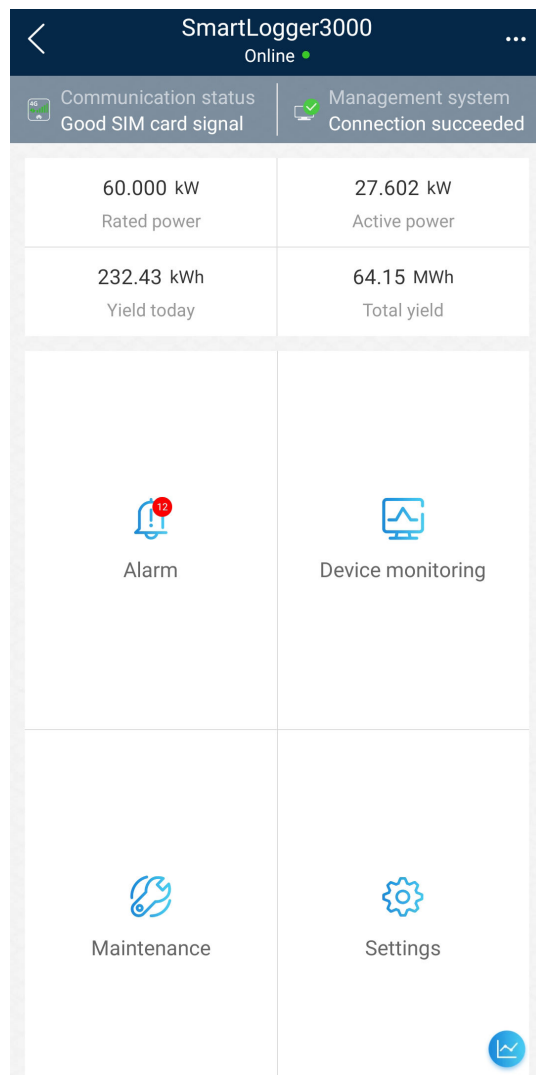 SmartLogger3000
Online
Communication status
Good SIM card signal
Management system
Connection succeeded
60.000 kW
Rated power
27.602 kW
Active power
232.43 kWh
Yield today
64.15 MWh
Total yield
12
Alarm
Device monitoring
Maintenance
Settings